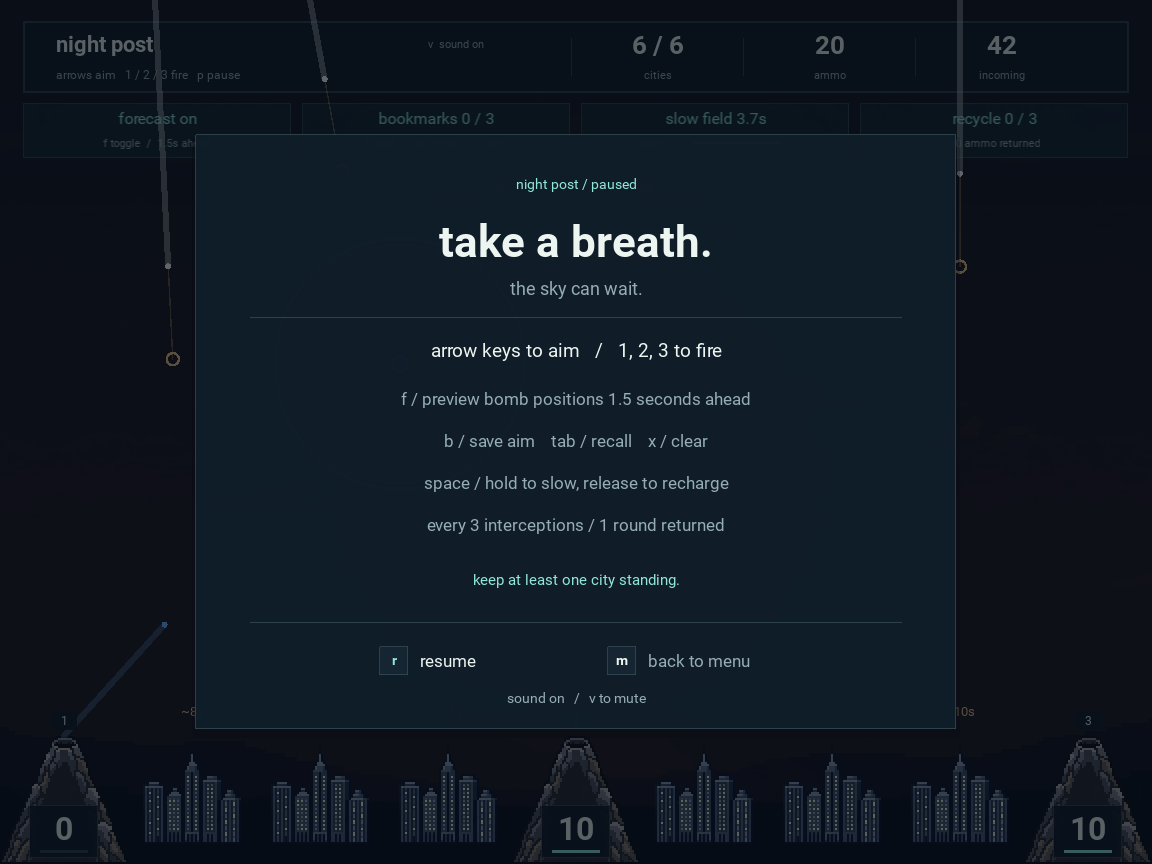 night post
v sound on
6 / 6
20
42
arrows aim 1 / 2 / 3 fire p pause
cities
ammo
incoming
forecast on
bookmarks 0 / 3
slow field 3.7s
recycle 0 / 3
f toggle / 1.5s
ammo returned
night post / paused
take a breath.
the sky can wait.
arrow keys to aim / 1, 2, 3 to fire
f / preview bomb positions 1.5 seconds ahead
b / save aim tab / recall x / clear
space / hold to slow, release to recharge
every 3 interceptions / 1 round returned
keep at least one city standing.
r resume
m back to menu
sound on / v to mute
~8
10s
1
3
0
10
10